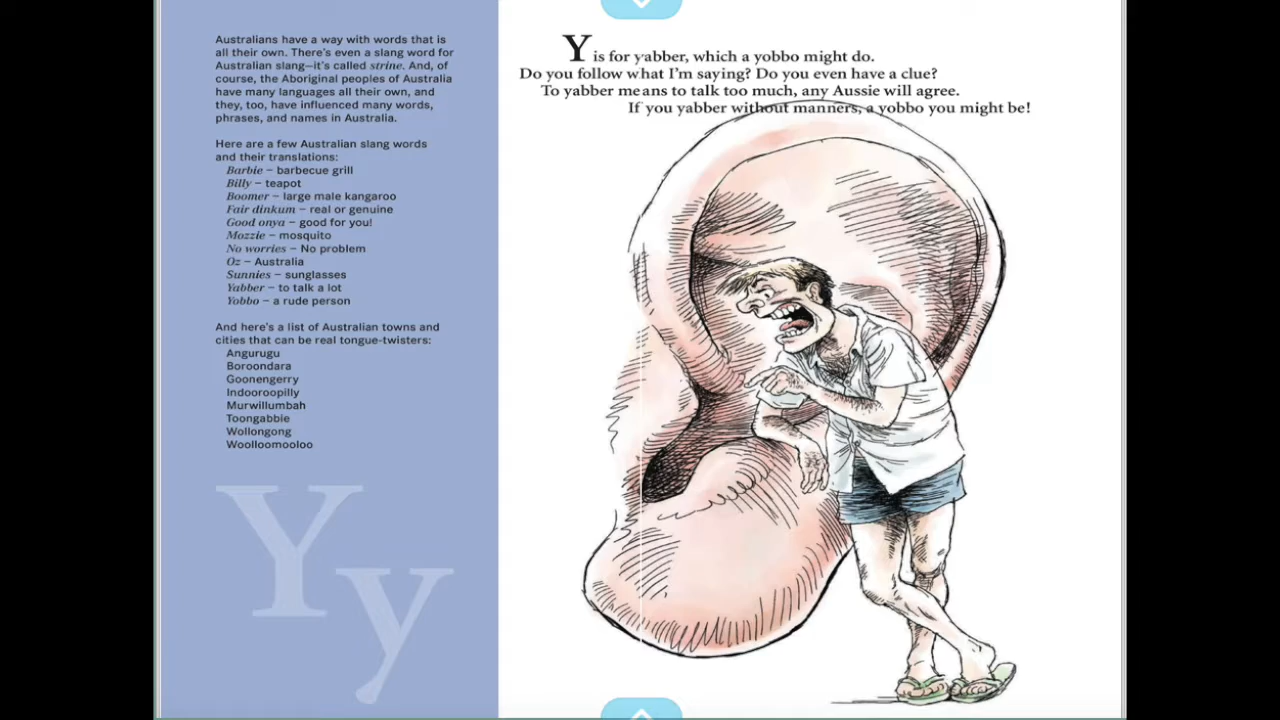 Australians have a way with words that is
all their own. There's even a slang word for
Australian slang—it's called strine. And, of
course, the Aboriginal peoples of Australia
have many languages all their own, and
they, too, have influenced many words,
phrases, and names in Australia.
Here are a few Australian slang words
and their translations:
Barbie – barbecue grill
Billy – teapot
Boomer – large male kangaroo
Fair dinkum – real or genuine
Good onya – good for you!
Mozzie – mosquito
No worries – No problem
Oz – Australia
Sunnies – sunglasses
Yabber – to talk a lot
Yobbo – a rude person
And here's a list of Australian towns and
cities that can be real tongue-twisters:
Angurugu
Boroondara
Goonengerry
Indooroopilly
Murwillumbah
Toongabbie
Wollongong
Woolloomooloo
Y y
Y is for yabber, which a yobbo might do.
Do you follow what I'm saying? Do you even have a clue?
To yabber means to talk too much, any Aussie will agree.
If you yabber without manners, a yobbo you might be!